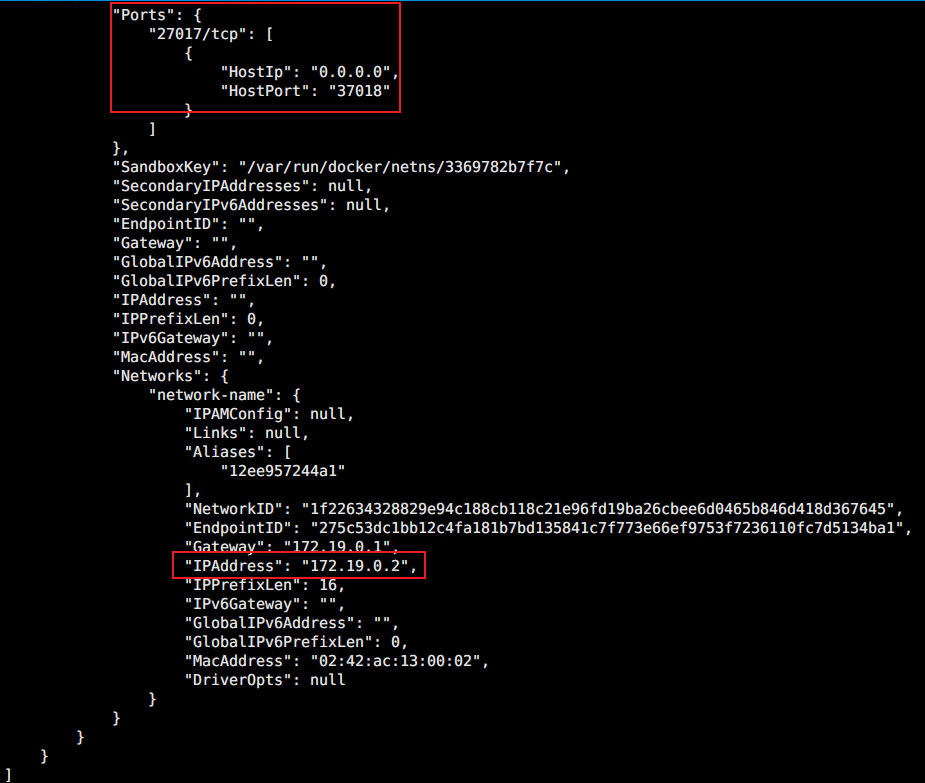 "Ports": {
"27017/tcp": [
{
"HostIp": "0.0.0.0",
"HostPort": "37018"
}
]
},
"SandboxKey": "/var/run/docker/netns/3369782b7f7c",
"SecondaryIPAddresses": null,
"SecondaryIPv6Addresses": null,
"EndpointID": "",
"Gateway": "",
"GlobalIPv6Address": "",
"GlobalIPv6PrefixLen": 0,
"IPAddress": "",
"IPPrefixLen": 0,
"IPv6Gateway": "",
"MacAddress": "",
"Networks": {
"network-name": {
"IPAMConfig": null,
"Links": null,
"Aliases": [
"12ee957244a1"
],
"NetworkID": "1f22634328829e94c188cb118c21e96fd19ba26cbee6d0465b846d418d367645",
"EndpointID": "275c53dc1bb12c4fa181b7bd135841c7f773e66ef9753f7236110fc7d5134ba1",
"Gateway": "172.19.0.1",
"IPAddress": "172.19.0.2",
"IPPrefixLen": 16,
"IPv6Gateway": "",
"GlobalIPv6Address": "",
"GlobalIPv6PrefixLen": 0,
"MacAddress": "02:42:ac:13:00:02",
"DriverOpts": null
}
}
}
}
]